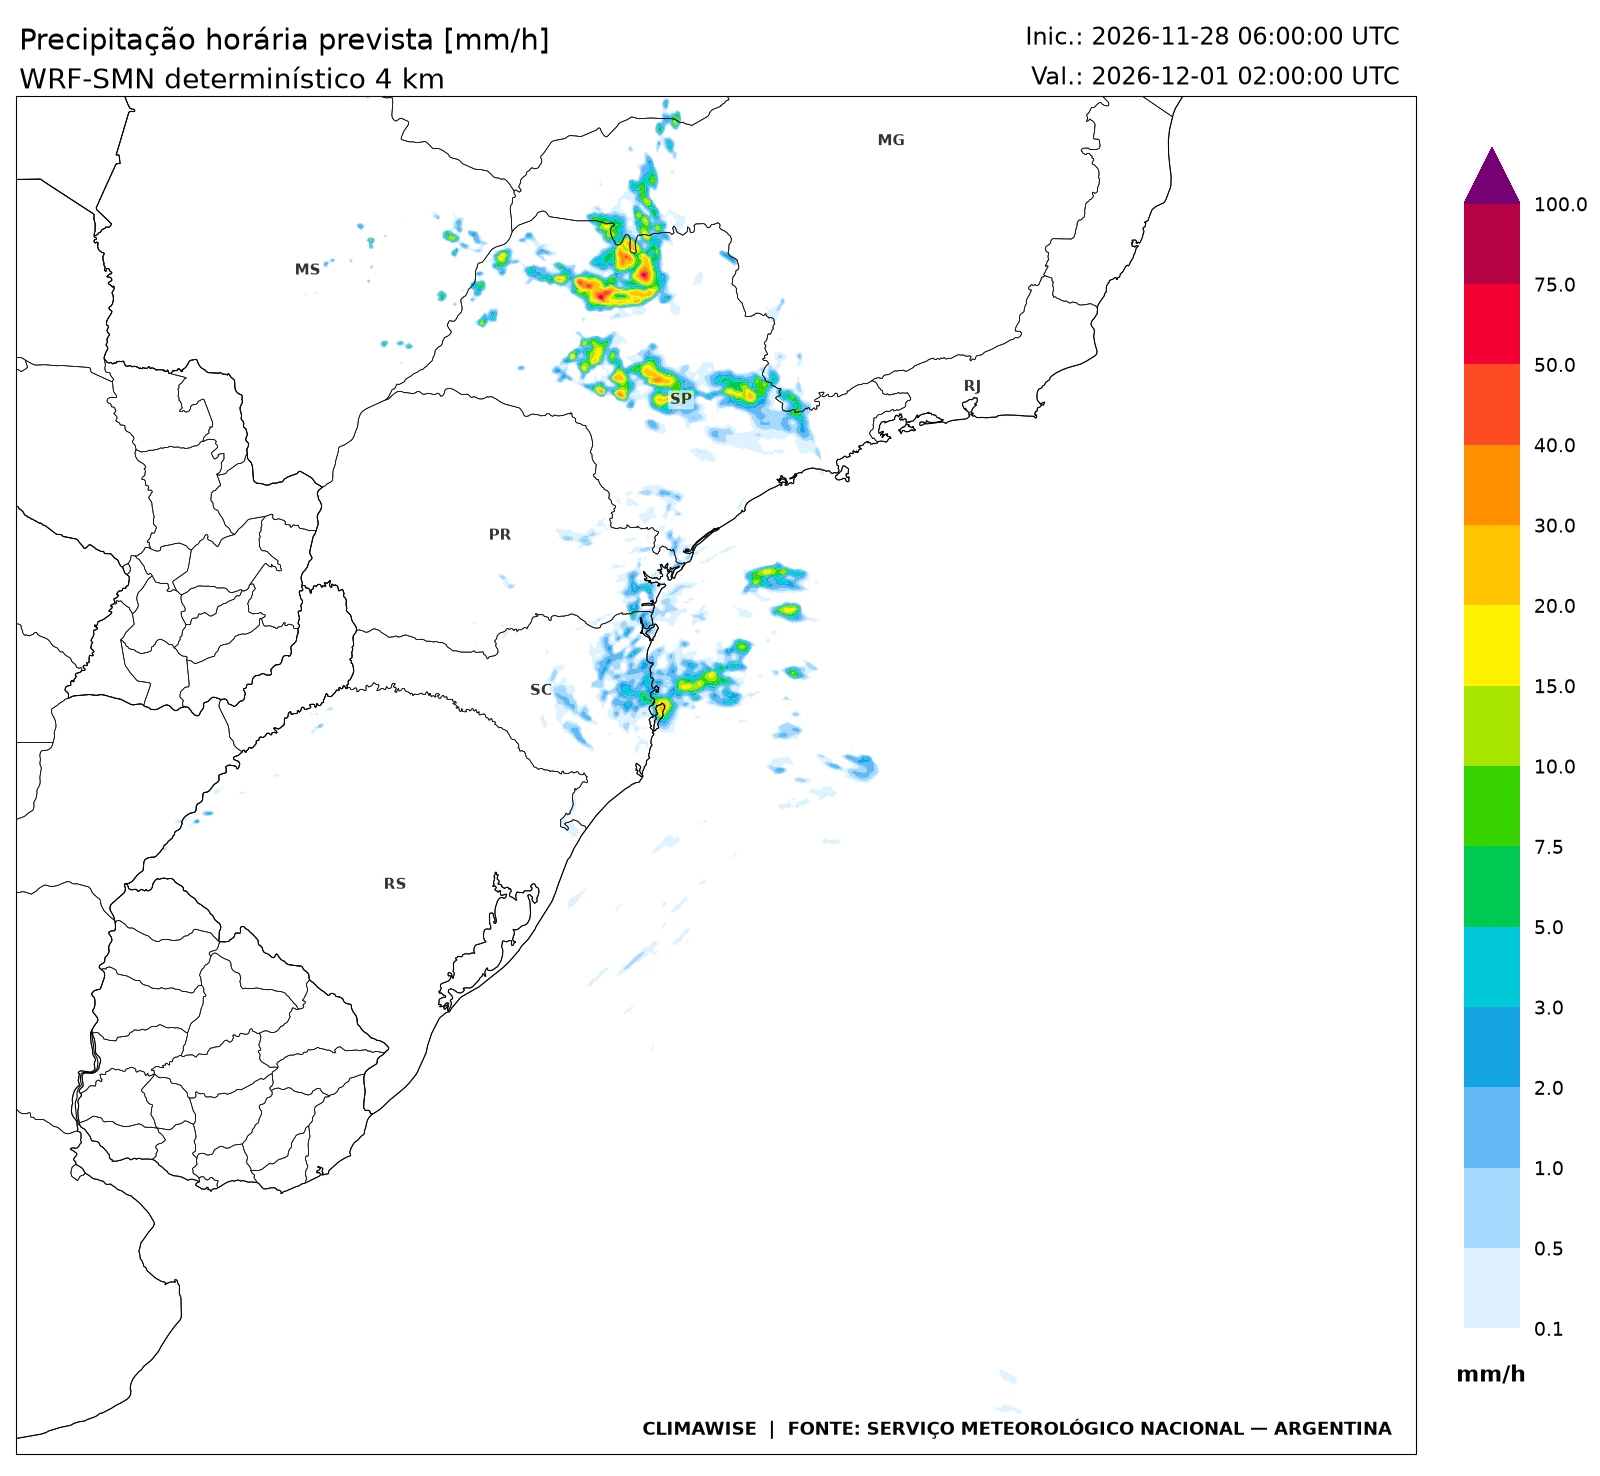 Precipitação horária prevista [mm/h]
WRF-SMN determinístico 4 km
Inic.: 2026-11-28 06:00:00 UTC
Val.: 2026-12-01 02:00:00 UTC
MG
MS
RJ
SP
PR
SC
RS
100.0
75.0
50.0
40.0
30.0
20.0
15.0
10.0
7.5
5.0
3.0
2.0
1.0
0.5
0.1
mm/h
CLIMAWISE | FONTE: SERVIÇO METEOROLÓGICO NACIONAL — ARGENTINA